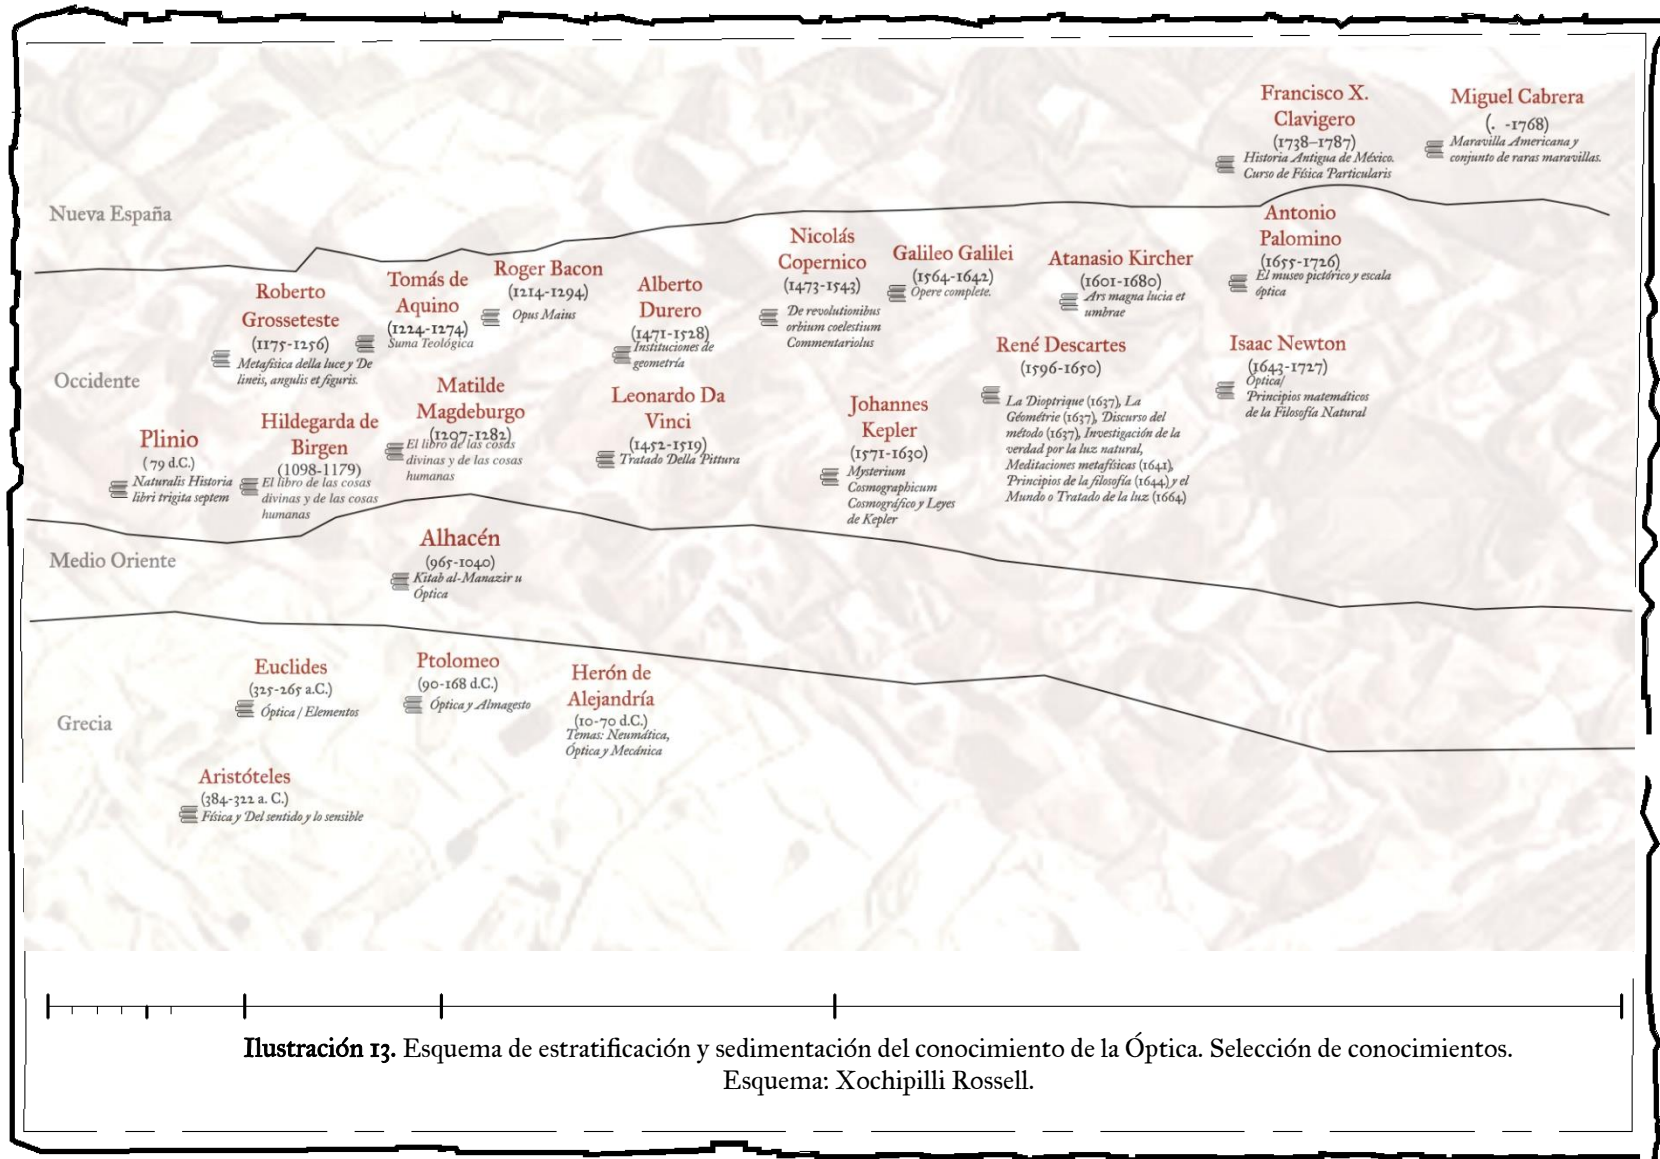 Francisco X.
Clavigero
(1738–1787)
Historia Antigua de México.
Curso de Física Particularis
Miguel Cabrera
(. -1768)
Maravilla Americana y
conjunto de raras maravillas.
Nueva España
Roberto
Grosseteste
(1175-1256)
Metafisica della luce y De
lineis, angulis et figuris.
Tomás de
Aquino
(1224-1274)
Suma Teológica
Roger Bacon
(1214-1294)
Opus Maius
Alberto
Durero
(1471-1528)
Instituciones de
geometría
Nicolás
Copernico
(1473-1543)
De revolutionibus
orbium coelestium
Commentariolus
Galileo Galilei
(1564-1642)
Opere complete.
Atanasio Kircher
(1601-1680)
Ars magna lucia et
umbrae
Antonio
Palomino
(1655-1726)
El museo pictórico y escala
óptica
Occidente
Plinio
( 79 d.C.)
Naturalis Historia
libri trigita septem
Hildegarda de
Birgen
(1098-1179)
El libro de las cosas
divinas y de las cosas
humanas
Matilde
Magdeburgo
(1207-1282)
El libro de las cosas
divinas y de las cosas
humanas
Leonardo Da
Vinci
(1452-1519)
Tratado Della Pittura
Johannes
Kepler
(1571-1630)
Mysterium
Cosmographicum
Cosmográfico y Leyes
de Kepler
René Descartes
(1596-1650)
La Dioptrique (1637), La
Géométrie (1637), Discurso del
método (1637), Investigación de la
verdad por la luz natural,
Meditaciones metafísicas (1641),
Principios de la filosofía (1644) y el
Mundo o Tratado de la luz (1664)
Isaac Newton
(1643-1727)
Óptica/
Principios matemáticos
de la Filosofía Natural
Medio Oriente
Alhacén
(965-1040)
Kitab al-Manazir u
Óptica
Grecia
Euclides
(325-265 a.C.)
Óptica / Elementos
Ptolomeo
(90-168 d.C.)
Óptica y Almagesto
Herón de
Alejandría
(10-70 d.C.)
Temas: Neumática,
Óptica y Mecánica
Aristóteles
(384-322 a. C.)
Física y Del sentido y lo sensible
Ilustración 13. Esquema de estratificación y sedimentación del conocimiento de la Óptica. Selección de conocimientos.
Esquema: Xochipilli Rossell.